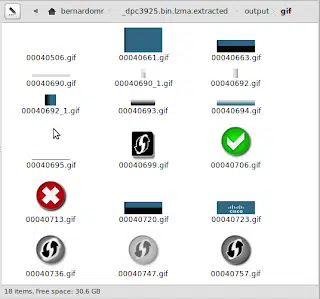 bernardomr _dpc3925.bin.lzma.extracted output gif
00040506.gif 00040661.gif 00040663.gif
00040690.gif 00040690_1.gif 00040692.gif
00040692_1.gif 00040693.gif 00040694.gif
00040695.gif 00040699.gif 00040706.gif
cisco
00040713.gif 00040720.gif 00040723.gif
00040736.gif 00040747.gif 00040757.gif
18 items, Free space: 30.6 GB